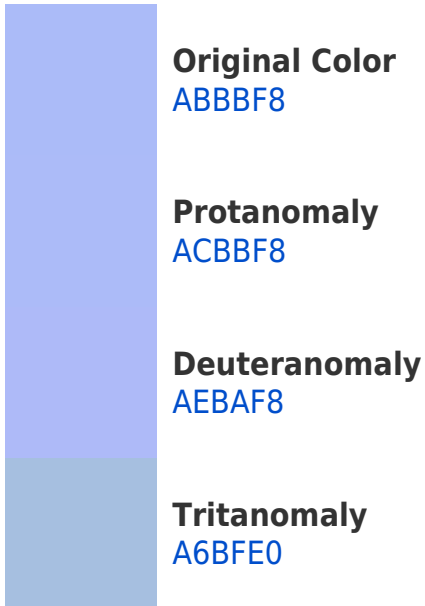 Original Color
ABBBF8
Protanomaly
ACBBF8
Deuteranomaly
AEBAF8
Tritanomaly
A6BFE0